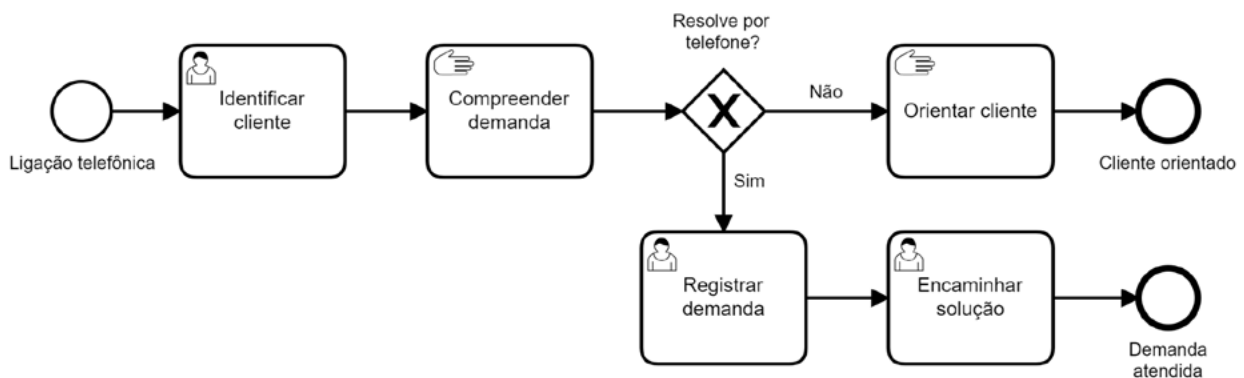 Resolve por
telefone?
Identificar
cliente
Compreender
demanda
X
Não
Orientar cliente
Ligação telefônica
Cliente orientado
Sim
Registrar
demanda
Encaminhar
solução
Demanda
atendida